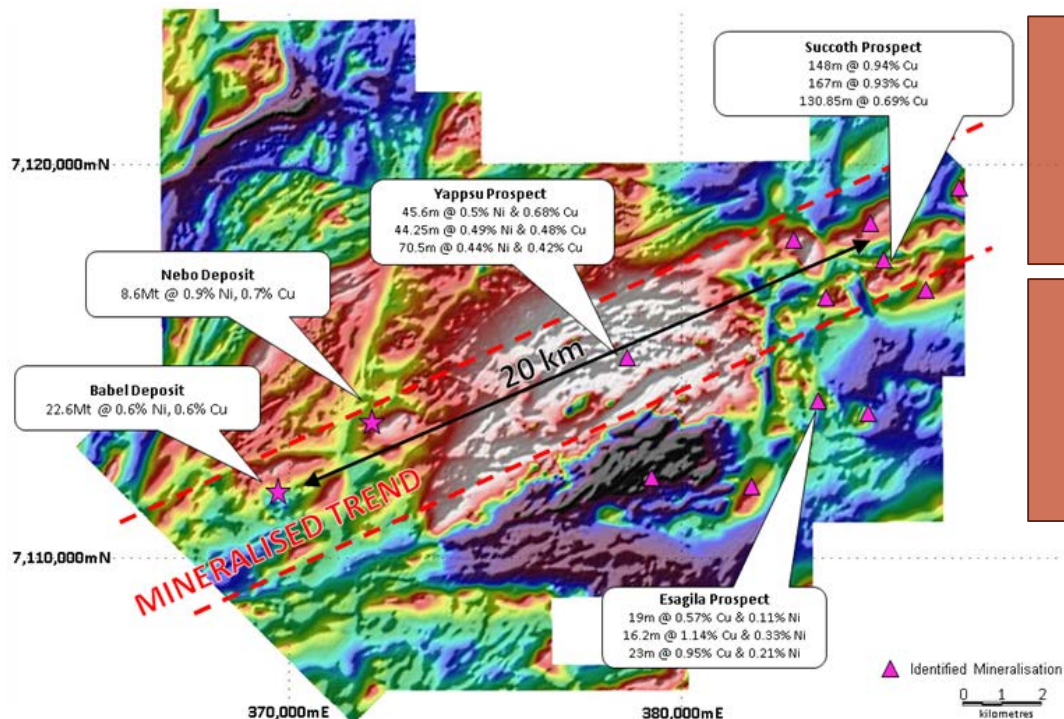 Succoth Prospect
148m @ 0.94% Cu
167m @ 0.93% Cu
130.85m @ 0.69% Cu
7,120,000mN
Yappsu Prospect
45.6m @ 0.5% Ni & 0.68% Cu
44.25m @ 0.49% Ni & 0.48% Cu
70.5m @ 0.44% Ni & 0.42% Cu
Nebo Deposit
8.6Mt @ 0.9% Ni, 0.7% Cu
20 km
Babel Deposit
22.6Mt @ 0.6% Ni, 0.6% Cu
MINERALISED TREND
7,110,000mN
Esagila Prospect
19m @ 0.57% Cu & 0.11% Ni
16.2m @ 1.14% Cu & 0.33% Ni
23m @ 0.95% Cu & 0.21% Ni
Identified Mineralisation
0 1 2
kilometres
370,000mE
380,000mE